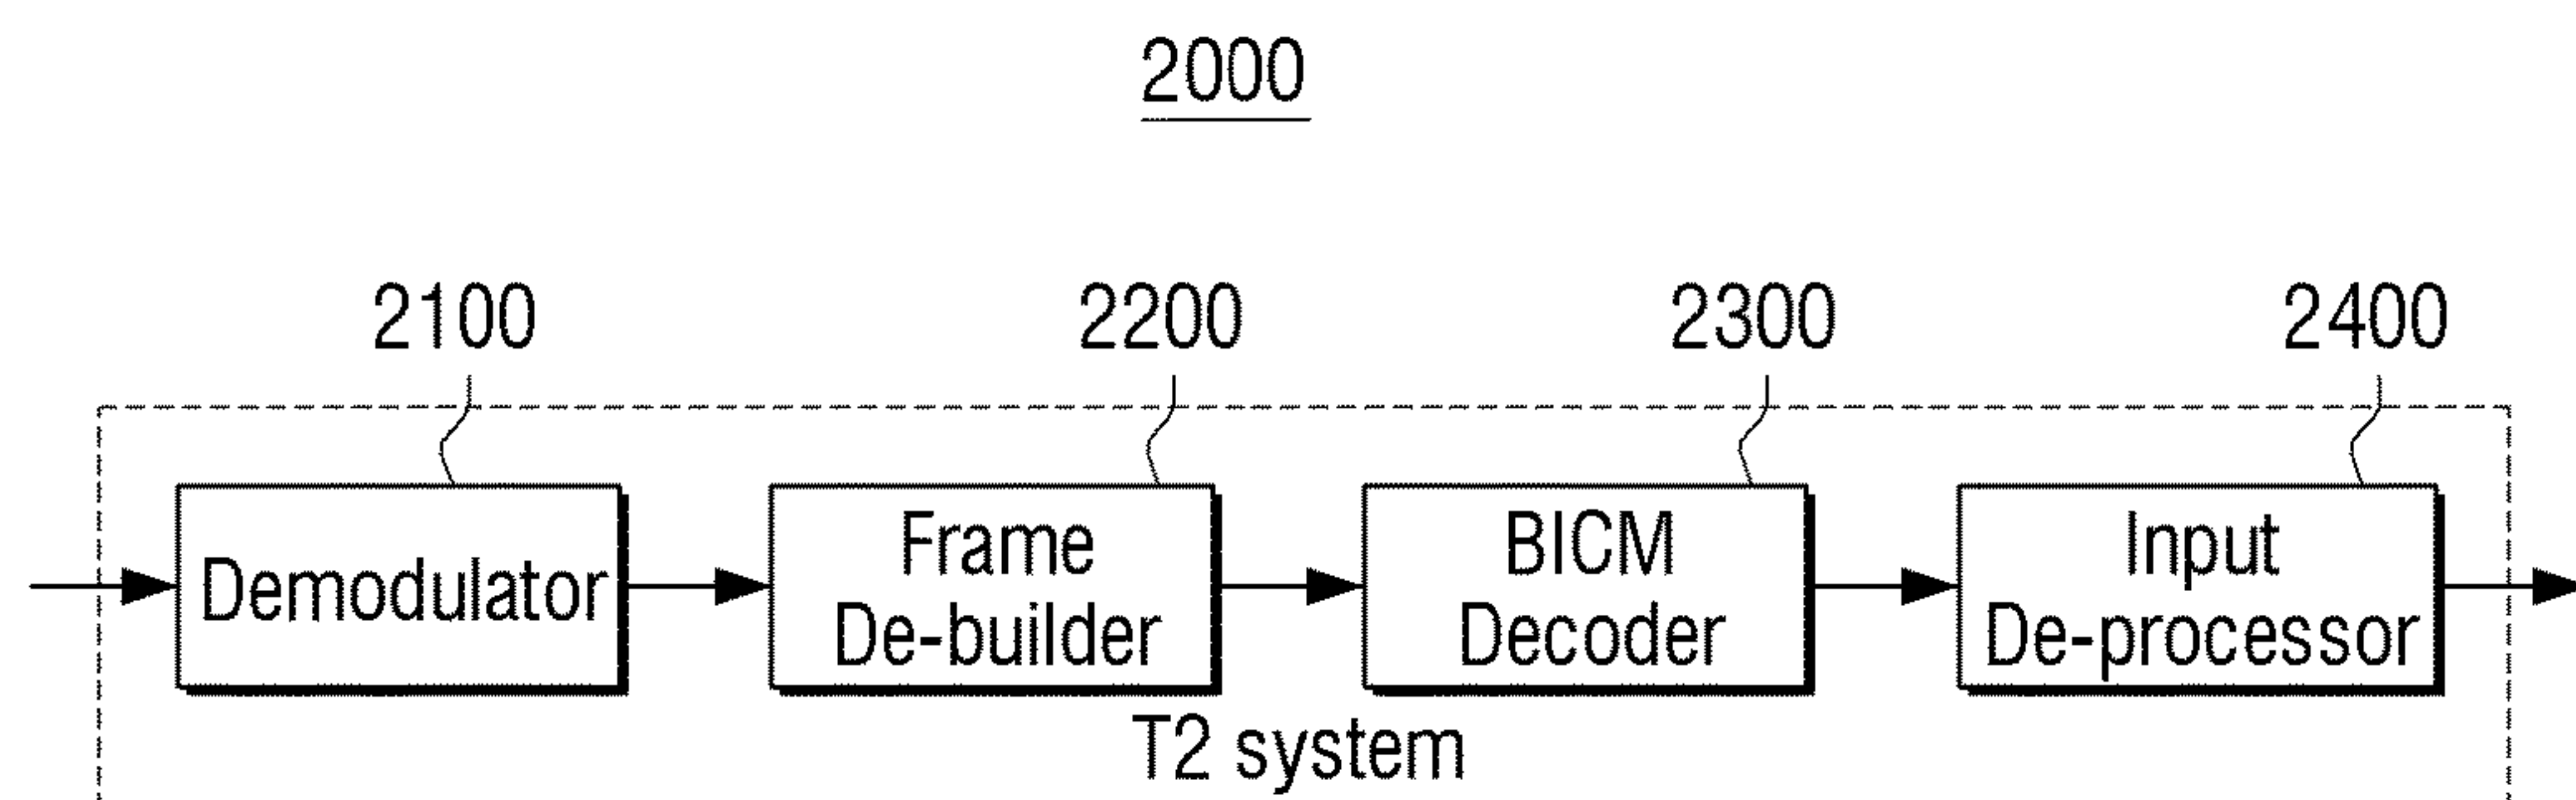 2000
2100
2200
2300
2400
Demodulator
Frame
De-builder
BICM
Decoder
Input
De-processor
T2 system